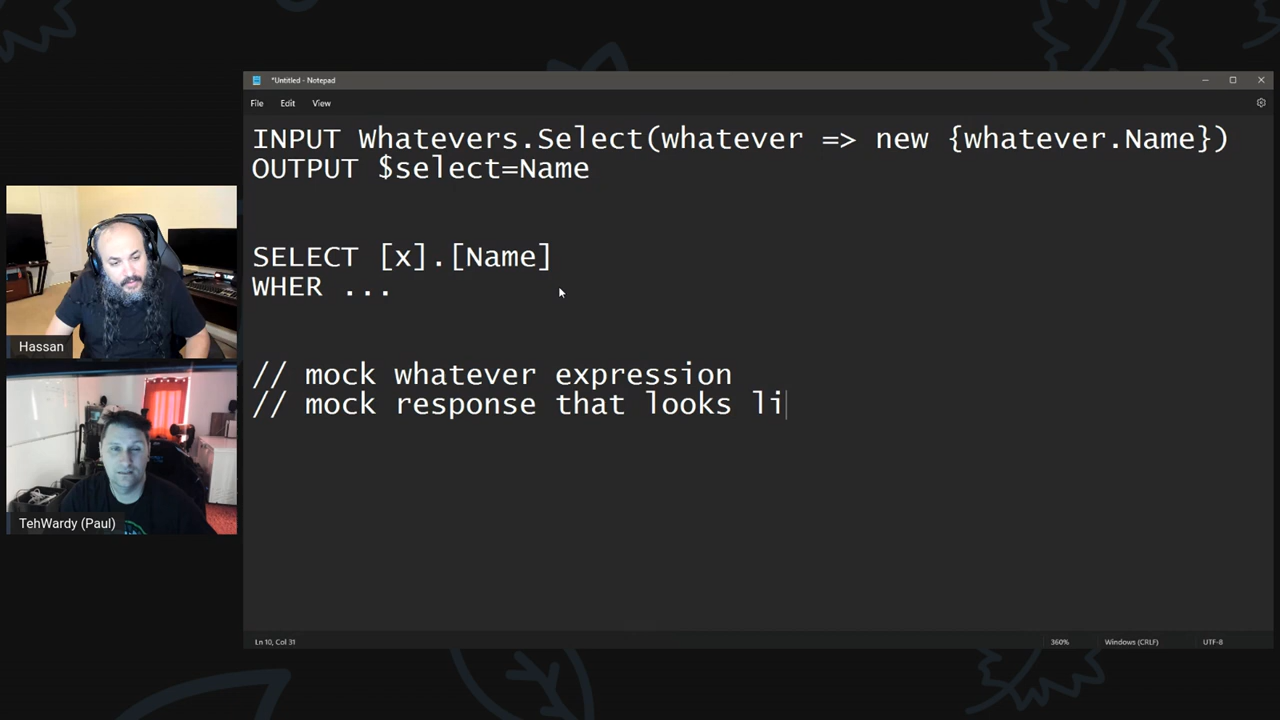 *Untitled - Notepad
File Edit View
INPUT Whatevers.Select(whatever => new {whatever.Name})
OUTPUT $select=Name
SELECT [x].[Name]
WHER ...
// mock whatever expression
// mock response that looks li
Hassan
TehWardy (Paul)
Ln 10, Col 31 360% Windows (CRLF) UTF-8